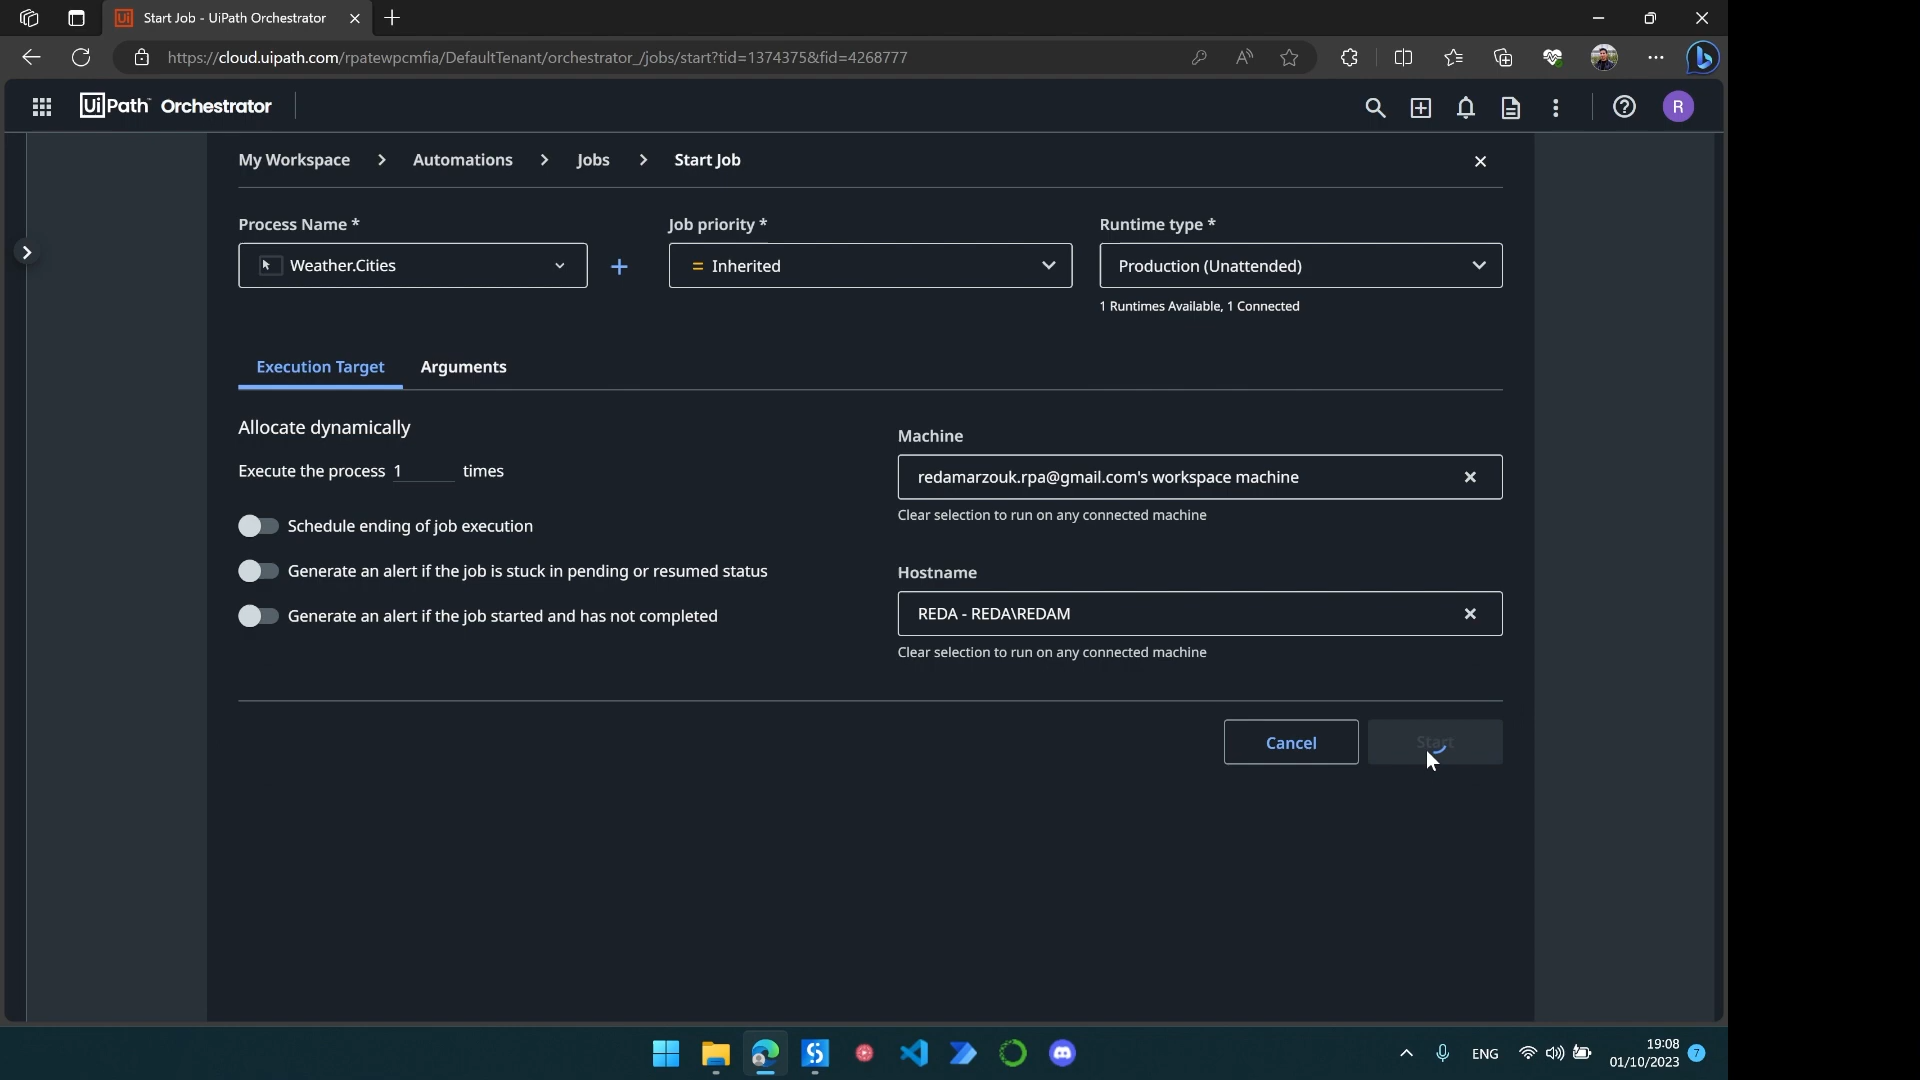 Start Job - UiPath Orchestrator
https://cloud.uipath.com/rpatewpcmfia/DefaultTenant/orchestrator_/jobs/start?tid=1374375&fid=4268777
UiPath™ Orchestrator
R
My Workspace > Automations > Jobs > Start Job
Process Name * Job priority * Runtime type *
Weather.Cities Inherited Production (Unattended)
1 Runtimes Available, 1 Connected
Execution Target Arguments
Allocate dynamically
Machine
Execute the process 1 times
redamarzouk.rpa@gmail.com's workspace machine
Clear selection to run on any connected machine
Schedule ending of job execution
Generate an alert if the job is stuck in pending or resumed status
Hostname
Generate an alert if the job started and has not completed
REDA - REDA\REDAM
Clear selection to run on any connected machine
Cancel Start
ENG
19:08
01/10/2023
7